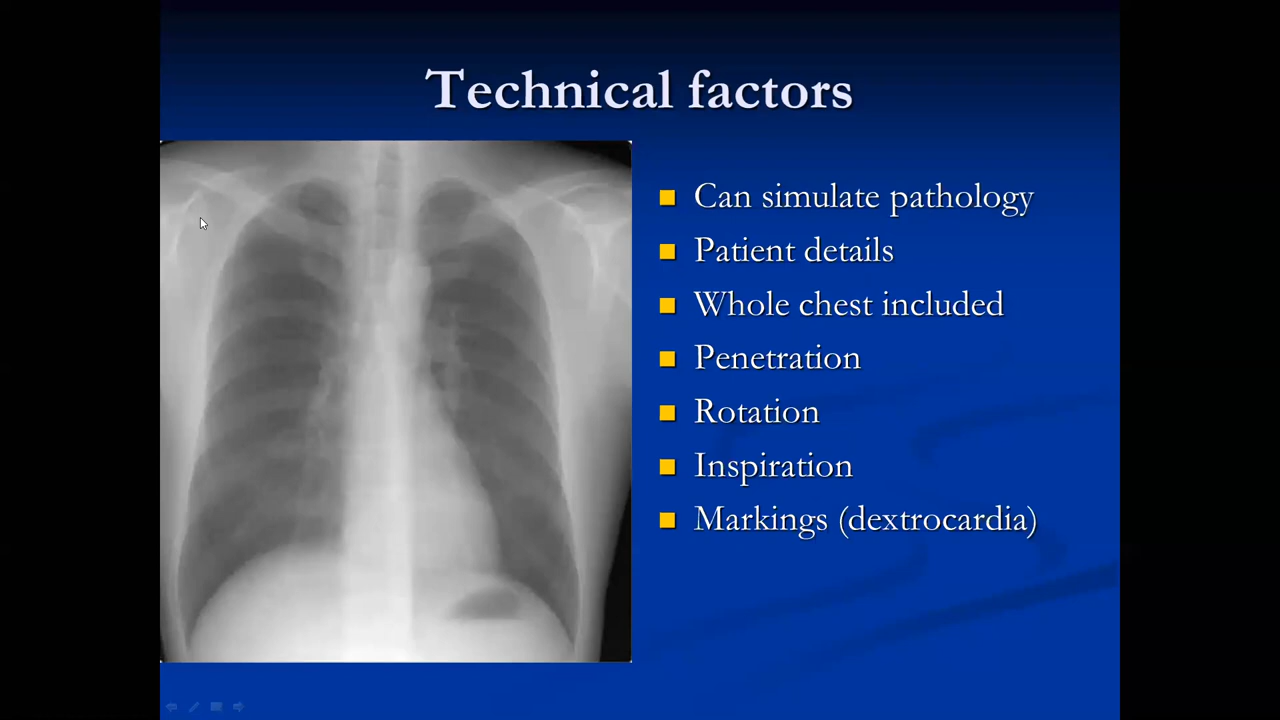 Technical factors
Can simulate pathology
Patient details
Whole chest included
Penetration
Rotation
Inspiration
Markings (dextrocardia)